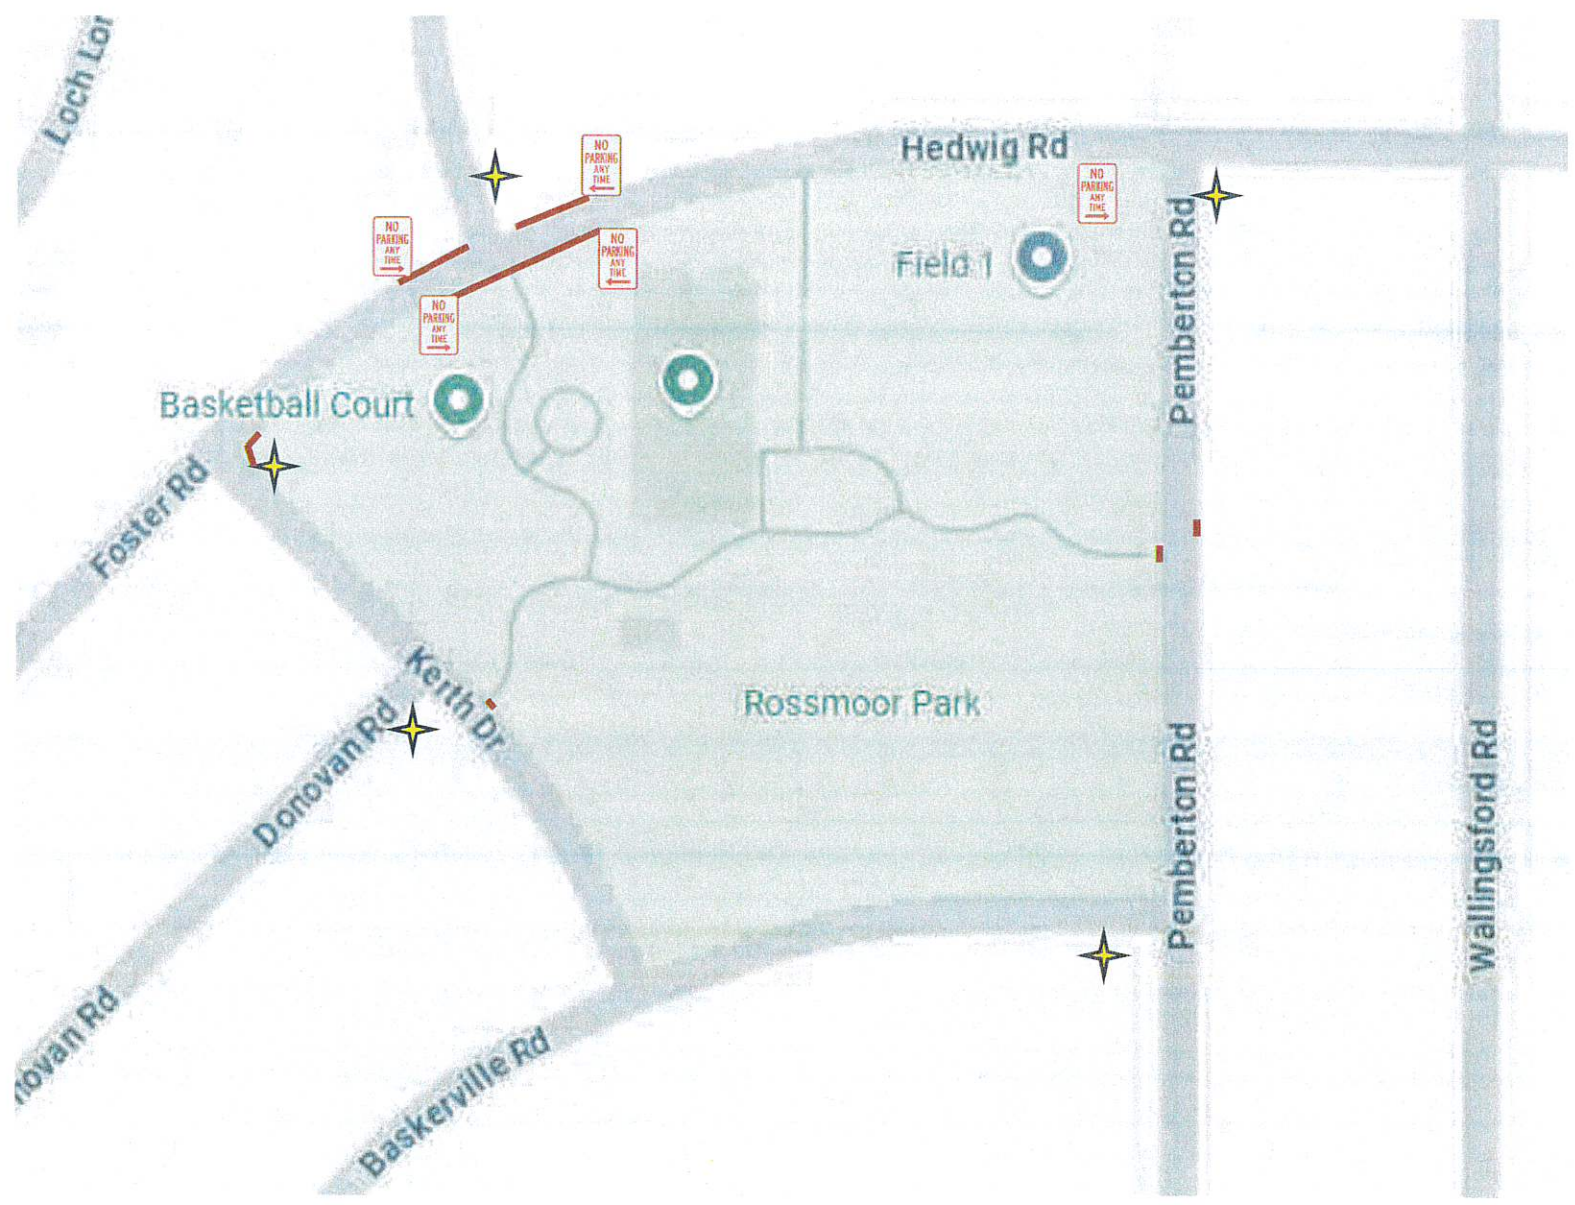 Loch Lo
NO
PARKING
ANY
TIME
Hedwig Rd
NO
PARKING
ANY
TIME
NO
PARKING
ANY
TIME
NO
PARKING
ANY
TIME
Field 1
Pemberton Rd
NO
PARKING
ANY
TIME
Basketball Court
Foster Rd
Kerth Dr
Rossmoor Park
Donovan Rd
Pemberton Rd
Wallingsford Rd
novan Rd
Baskerville Rd